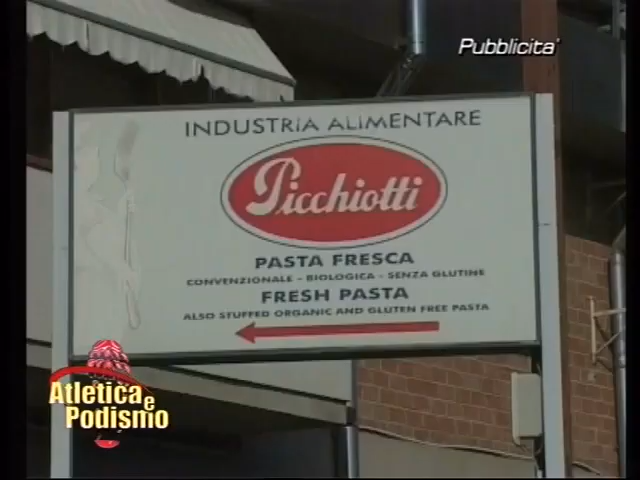 Pubblicita'
INDUSTRIA ALIMENTARE
Picchiotti
PASTA FRESCA
CONVENZIONALE - BIOLOGICA - SENZA GLUTINE
FRESH PASTA
ALSO STUFFED ORGANIC AND GLUTEN FREE PASTA
Atletica e
Podismo